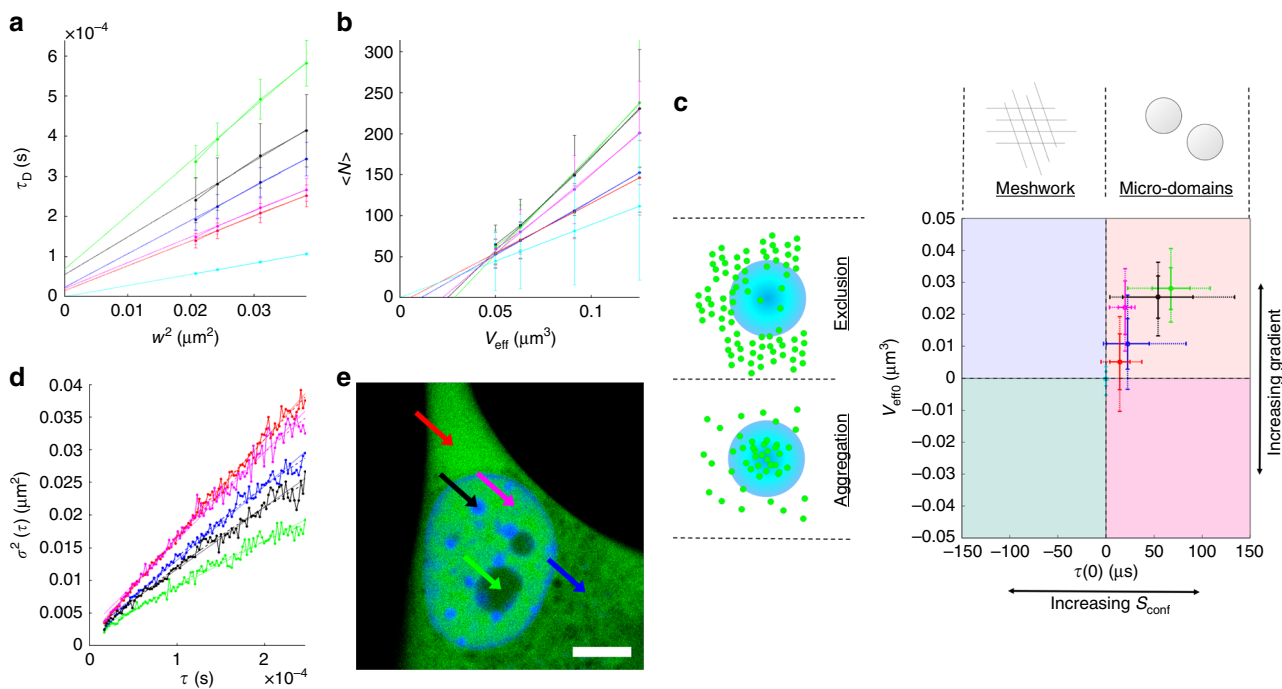 a
×10⁻⁴
6
5
4
3
2
1
0
τD (s)
0
0.01
0.02
0.03
w² (μm²)
b
300
250
200
150
100
50
0
<N>
0.05
0.1
Veff (μm³)
c
Meshwork
Micro-domains
Exclusion
Aggregation
0.05
0.04
0.03
0.02
0.01
0
−0.01
−0.02
−0.03
−0.04
−0.05
Veff0 (μm³)
−150
−100
−50
0
50
100
150
τ(0) (μs)
Increasing Sconf
Increasing gradient
d
0.04
0.035
0.03
0.025
0.02
0.015
0.01
0.005
0
σ² (τ) (μm²)
0
1
2
τ (s)
×10⁻⁴
e